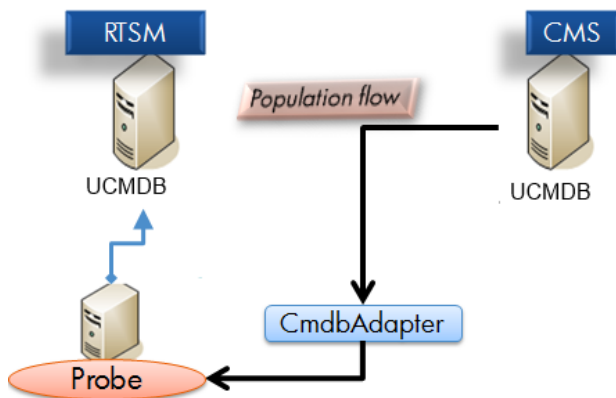 RTSM
CMS
Population flow
UCMDB
UCMDB
CmdbAdapter
Probe